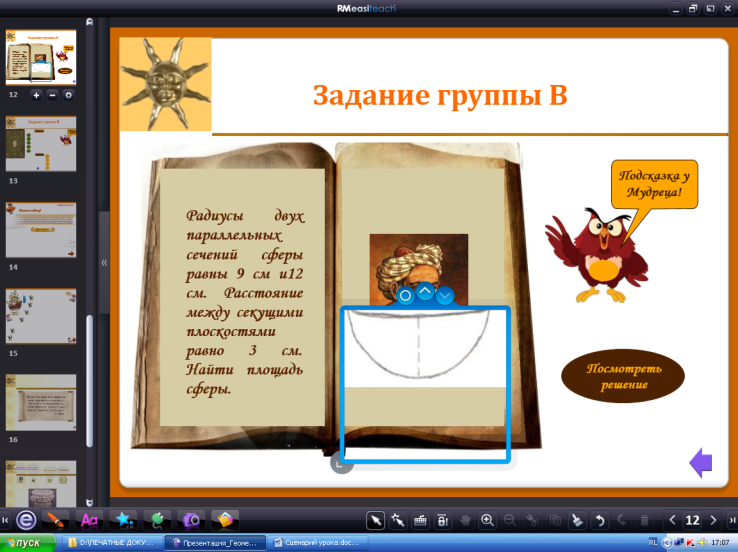 RMeasiteach
Задание группы В
12
13
14
15
16
Подсказка у
Мудреца!
Радиусы двух
параллельных
сечений сферы
равны 9 см и12
см. Расстояние
между секущими
плоскостями
равно 3 см.
Найти площадь
сферы.
Посмотреть
решение
Aa
12
пуск
D:\ПЕЧАТНЫЕ ДОКУ...
Презентация_Геоме...
Сценарий урока.doc...
RU
17:07